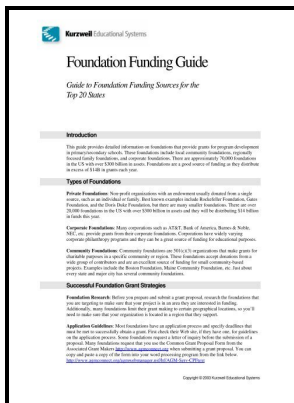 Kurzweil Educational Systems
Foundation Funding Guide
Guide to Foundation Funding Sources for the
Top 20 States
Introduction
This guide provides detailed information on foundations that provide grants for program development
in primary/secondary schools. These foundations include local community foundations, regionally
focused family foundations, and corporate foundations. There are approximately 70,000 foundations
in the US with over $300 billion in assets. Foundations are a good source of funding as they distribute
in excess of $14B in grants each year.
Types of Foundations
Private Foundations: Non-profit organizations with an endowment usually donated from a single
source, such as an individual or family. Best known examples include Rockefeller Foundation, Gates
Foundation, and the Doris Duke Foundation, but there are many smaller foundations. There are over
20,000 foundations in the US with over $300 billion in assets and they will be distributing $14 billion
in funds this year.
Corporate Foundations: Many corporations such as AT&T, Bank of America, Barnes & Noble,
NEC, etc. provide grants from their corporate foundations. Corporations have widely varying
corporate philanthropy programs and they can be a great source of funding for educational purposes.
Community Foundations: Community foundations are 501(c)(3) organizations that make grants for
charitable purposes in a specific community or region. These foundations accept donations from a
wide group of contributors and are an excellent source of funding for small community-based
projects. Examples include the Boston Foundation, Maine Community Foundation, etc. Just about
every state and major city has several community foundations.
Successful Foundation Grant Strategies
Foundation Research: Before you prepare and submit a grant proposal, research the foundations that
you are targeting to make sure that your project is in an area they are interested in funding.
Additionally, many foundations limit their grant making to certain geographic locations, so you'll
need to make sure that your organization is located in a region that they support.
Application Guidelines: Most foundations have an application process and specify deadlines that
must be met to successfully obtain a grant. First check their Web site, if they have one, for guidelines
on the application process. Some foundations request a letter of inquiry before the submission of a
proposal. Many foundations request that you use the Common Grant Proposal Form from the
Associated Grant Makers when submitting a grant proposal. You can
copy and paste a copy of the form into your word processing program from the link below.
Copyright © 2003 Kurzweil Educational Systems